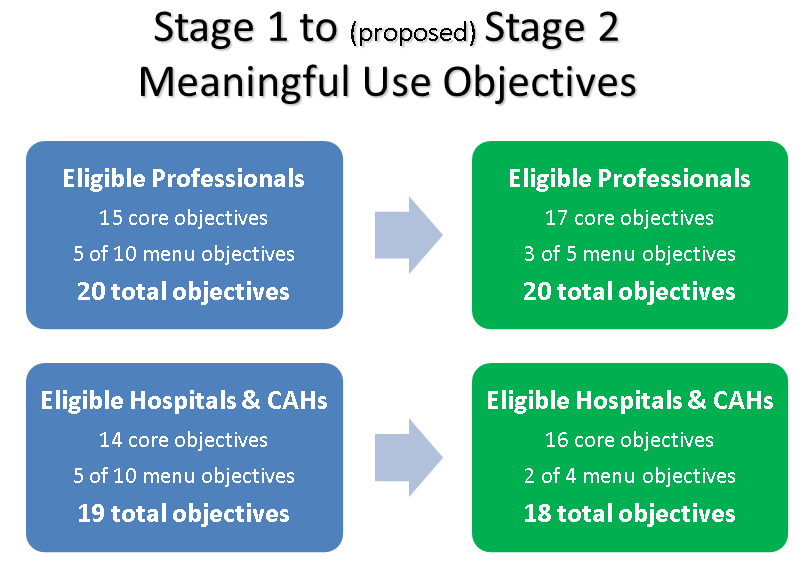 Stage 1 to (proposed) Stage 2
Meaningful Use Objectives
Eligible Professionals
15 core objectives
5 of 10 menu objectives
20 total objectives
Eligible Professionals
17 core objectives
3 of 5 menu objectives
20 total objectives
Eligible Hospitals & CAHs
14 core objectives
5 of 10 menu objectives
19 total objectives
Eligible Hospitals & CAHs
16 core objectives
2 of 4 menu objectives
18 total objectives